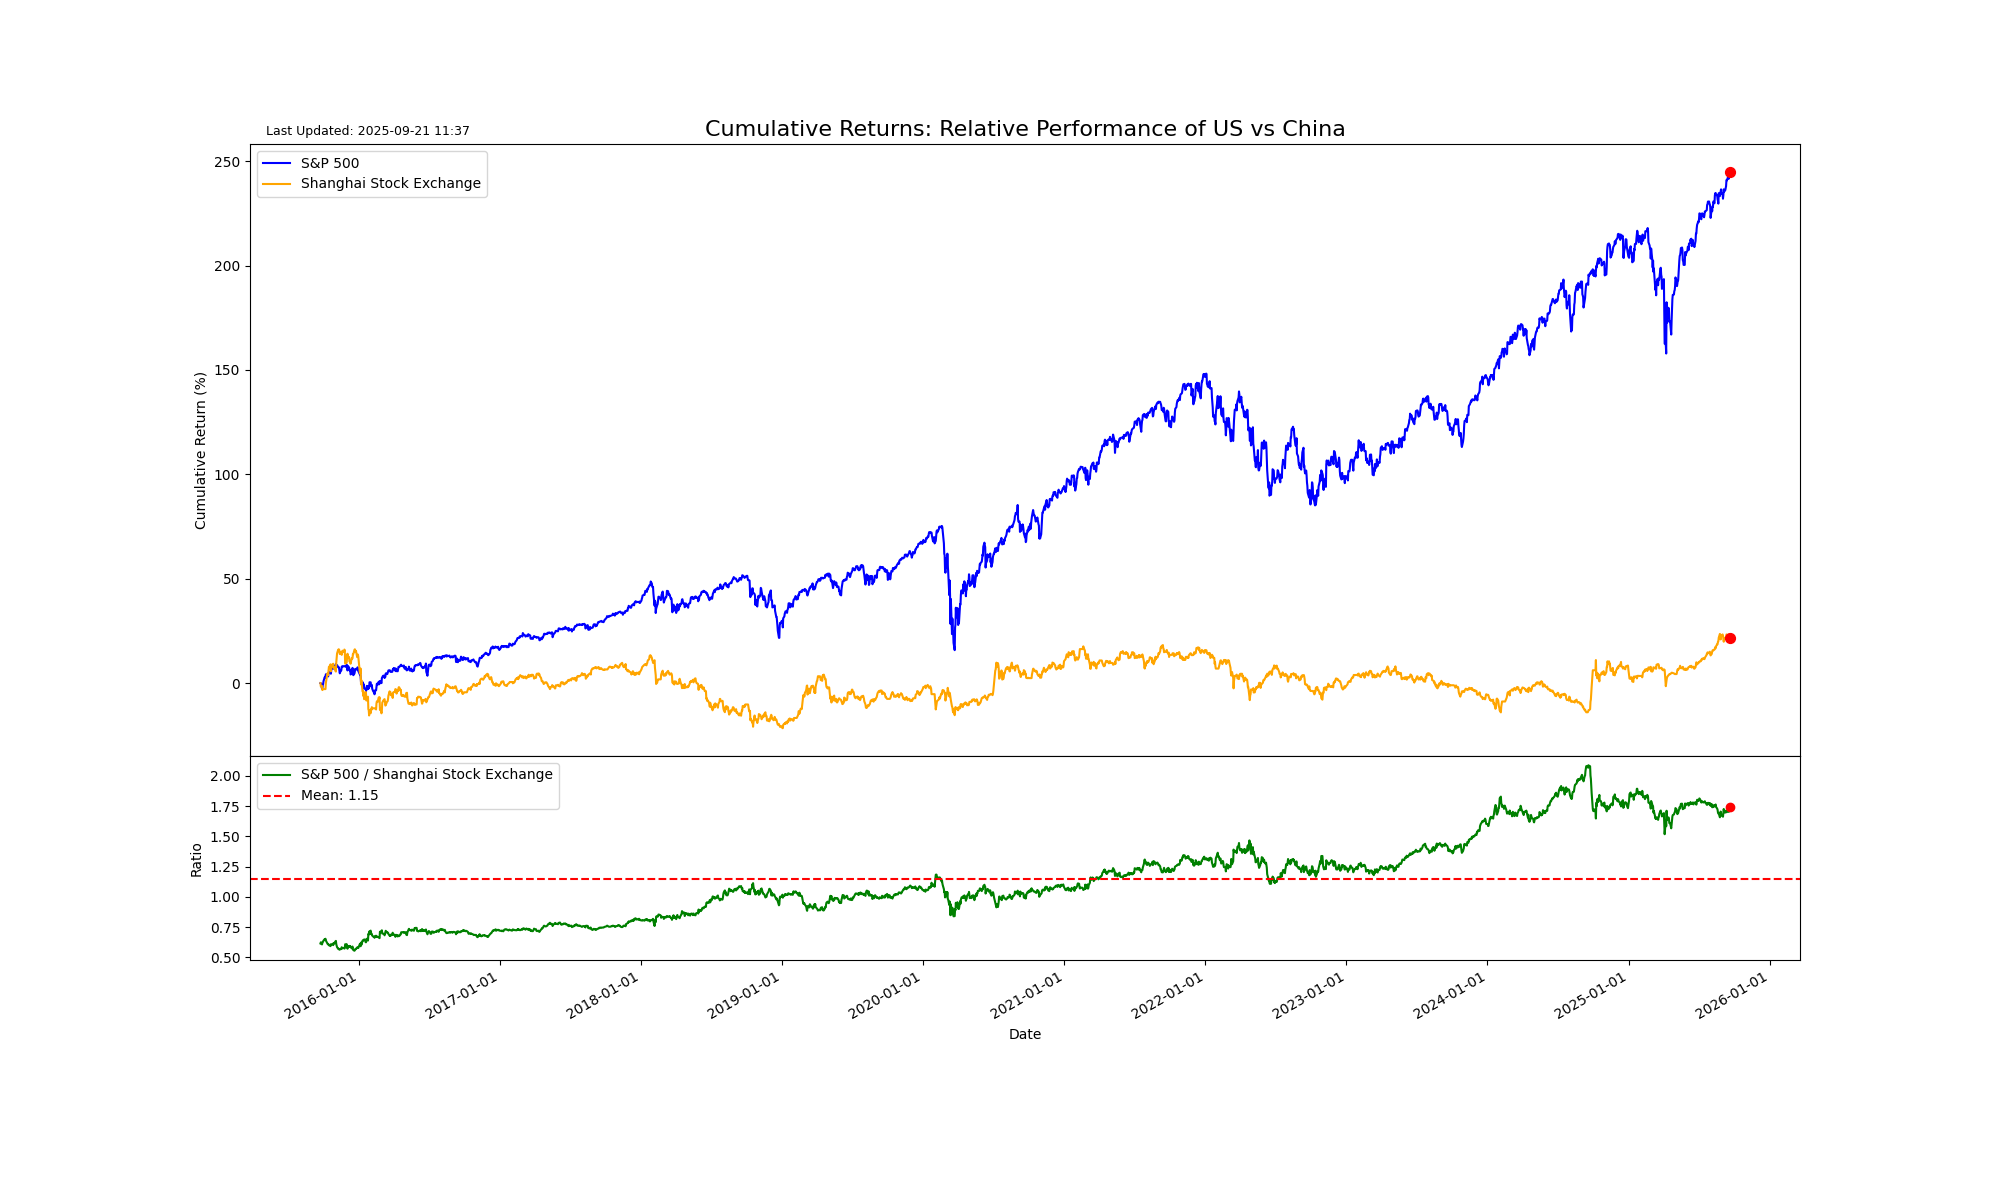 Last Updated: 2025-09-21 11:37
Cumulative Returns: Relative Performance of US vs China
S&P 500
Shanghai Stock Exchange
250
200
150
100
50
0
Cumulative Return (%)
S&P 500 / Shanghai Stock Exchange
Mean: 1.15
2.00
1.75
1.50
1.25
1.00
0.75
0.50
Ratio
2016-01-01
2017-01-01
2018-01-01
2019-01-01
2020-01-01
2021-01-01
2022-01-01
2023-01-01
2024-01-01
2025-01-01
2026-01-01
Date